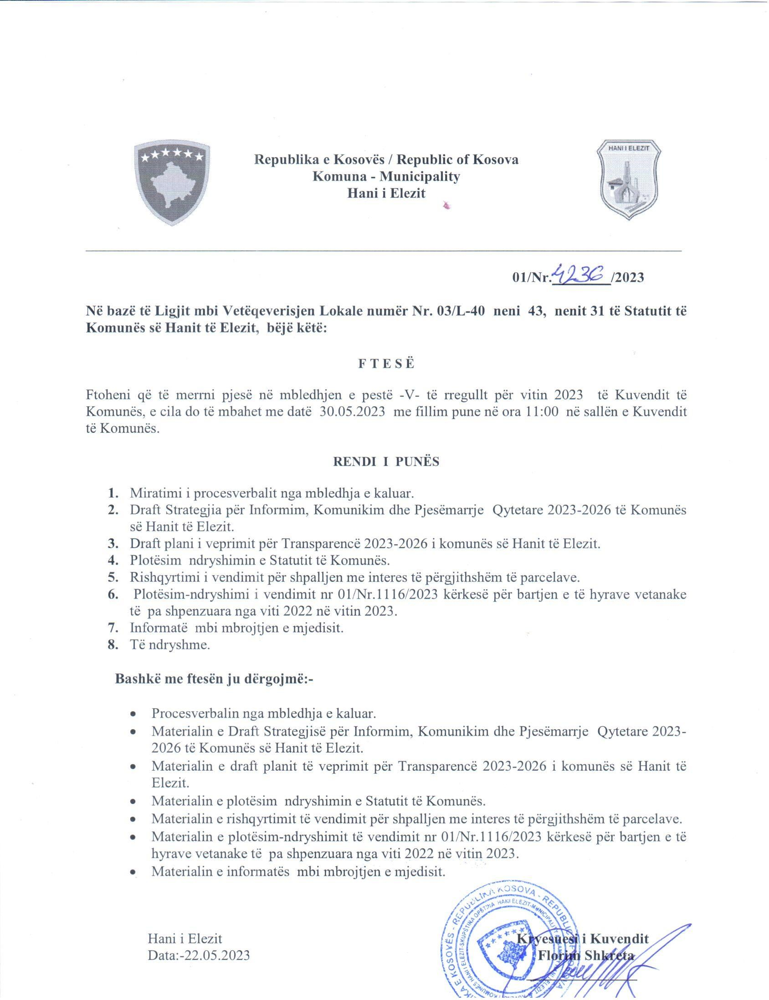 Republika e Kosovës / Republic of Kosova
Komuna - Municipality
Hani i Elezit
HANI I ELEZIT
01/Nr. 4236 /2023
Në bazë të Ligjit mbi Vetëqeverisjen Lokale numër Nr. 03/L-40 neni 43, nenit 31 të Statutit të
Komunës së Hanit të Elezit, bëjë këtë:
F T E S Ë
Ftoheni që të merrni pjesë në mbledhjen e pestë -V- të rregullt për vitin 2023 të Kuvendit të
Komunës, e cila do të mbahet me datë 30.05.2023 me fillim pune në ora 11:00 në sallën e Kuvendit
të Komunës.
RENDI I PUNËS
1. Miratimi i procesverbalit nga mbledhja e kaluar.
2. Draft Strategjia për Informim, Komunikim dhe Pjesëmarrje Qytetare 2023-2026 të Komunës
së Hanit të Elezit.
3. Draft plani i veprimit për Transparencë 2023-2026 i komunës së Hanit të Elezit.
4. Plotësim ndryshimin e Statutit të Komunës.
5. Rishqyrtimi i vendimit për shpalljen me interes të përgjithshëm të parcelave.
6. Plotësim-ndryshimi i vendimit nr 01/Nr.1116/2023 kërkesë për bartjen e të hyrave vetanake
të pa shpenzuara nga viti 2022 në vitin 2023.
7. Informatë mbi mbrojtjen e mjedisit.
8. Të ndryshme.
Bashkë me ftesën ju dërgojmë:-
• Procesverbalin nga mbledhja e kaluar.
• Materialin e Draft Strategjisë për Informim, Komunikim dhe Pjesëmarrje Qytetare 2023-
2026 të Komunës së Hanit të Elezit.
• Materialin e draft planit të veprimit për Transparencë 2023-2026 i komunës së Hanit të
Elezit.
• Materialin e plotësim ndryshimin e Statutit të Komunës.
• Materialin e rishqyrtimit të vendimit për shpalljen me interes të përgjithshëm të parcelave.
• Materialin e plotësim-ndryshimit të vendimit nr 01/Nr.1116/2023 kërkesë për bartjen e të
hyrave vetanake të pa shpenzuara nga viti 2022 në vitin 2023.
• Materialin e informatës mbi mbrojtjen e mjedisit.
Hani i Elezit
Data:-22.05.2023
Kryesuesi i Kuvendit
Florim Shkreta
E KOSOVËS - REPUBLIKA KOSOVA - REPUBLIC OF KOSOVA
HANI I ELEZIT-SKUPŠTINA OPŠTINA HANI ELEZIT-MUNICIPALITY